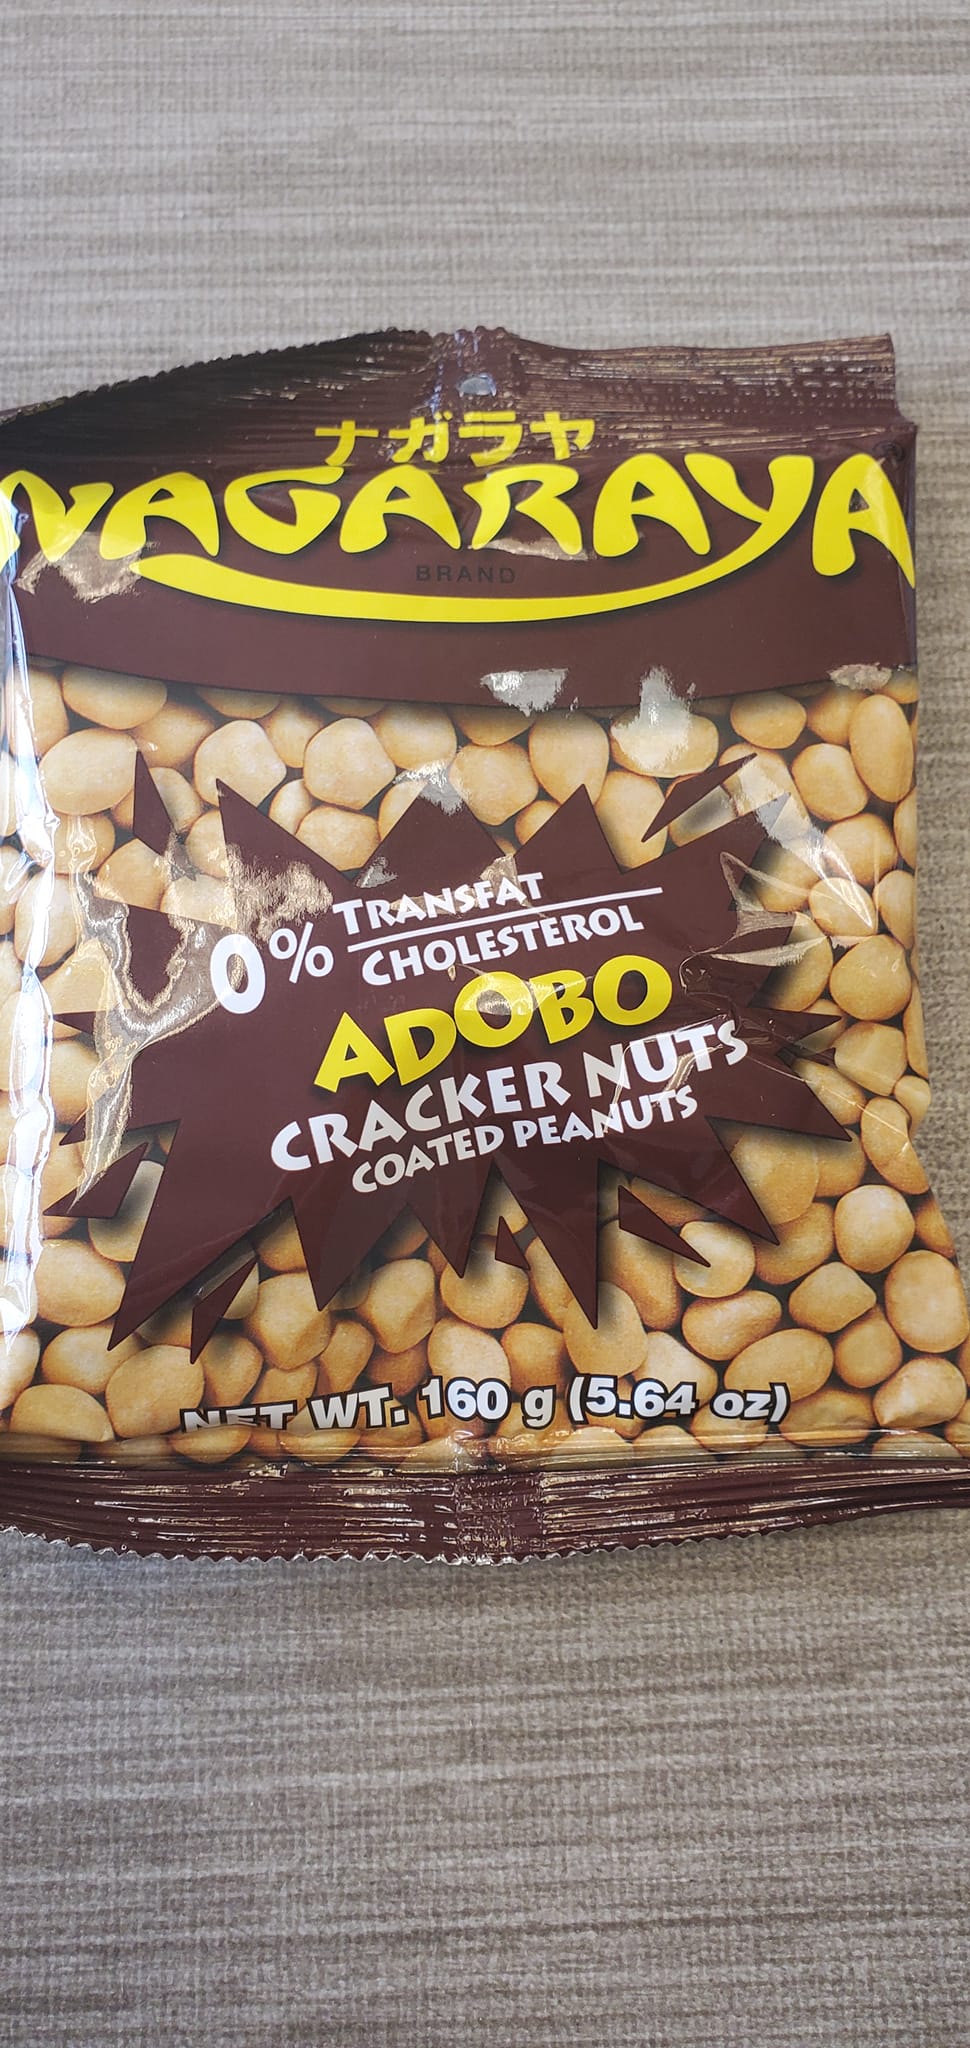 ナガラヤ
NAGARAYA
BRAND
0% TRANSFAT
CHOLESTEROL
ADOBO
CRACKER NUTS
COATED PEANUTS
NET WT. 160 g (5.64 oz)